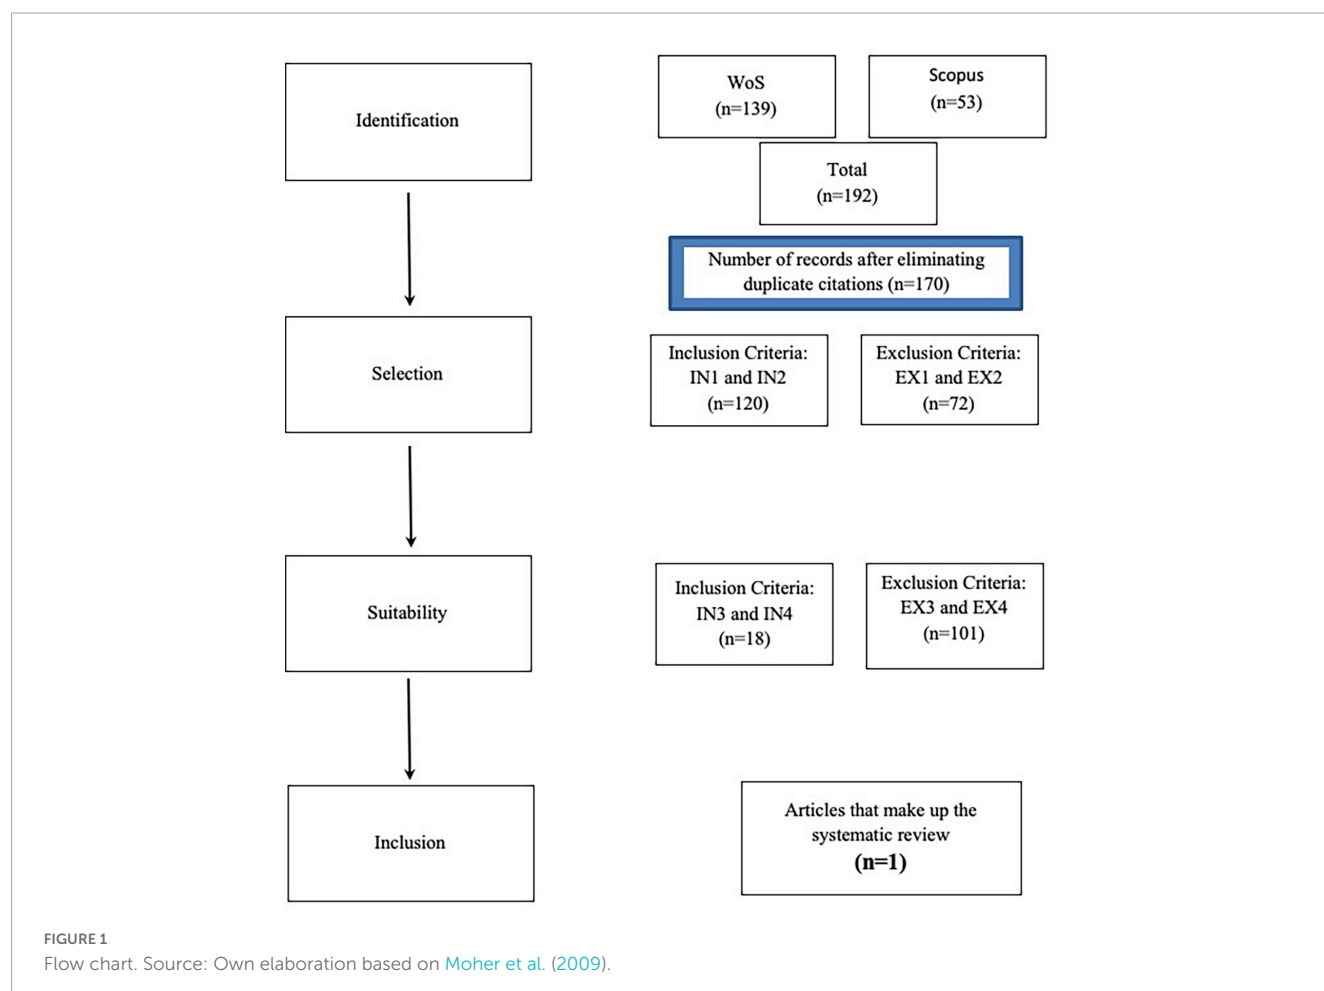 Identification
WoS
(n=139)
Scopus
(n=53)
Total
(n=192)
Number of records after eliminating
duplicate citations (n=170)
Selection
Inclusion Criteria:
IN1 and IN2
(n=120)
Exclusion Criteria:
EX1 and EX2
(n=72)
Suitability
Inclusion Criteria:
IN3 and IN4
(n=18)
Exclusion Criteria:
EX3 and EX4
(n=101)
Inclusion
Articles that make up the
systematic review
(n=1)
FIGURE 1
Flow chart. Source: Own elaboration based on Moher et al. (2009).